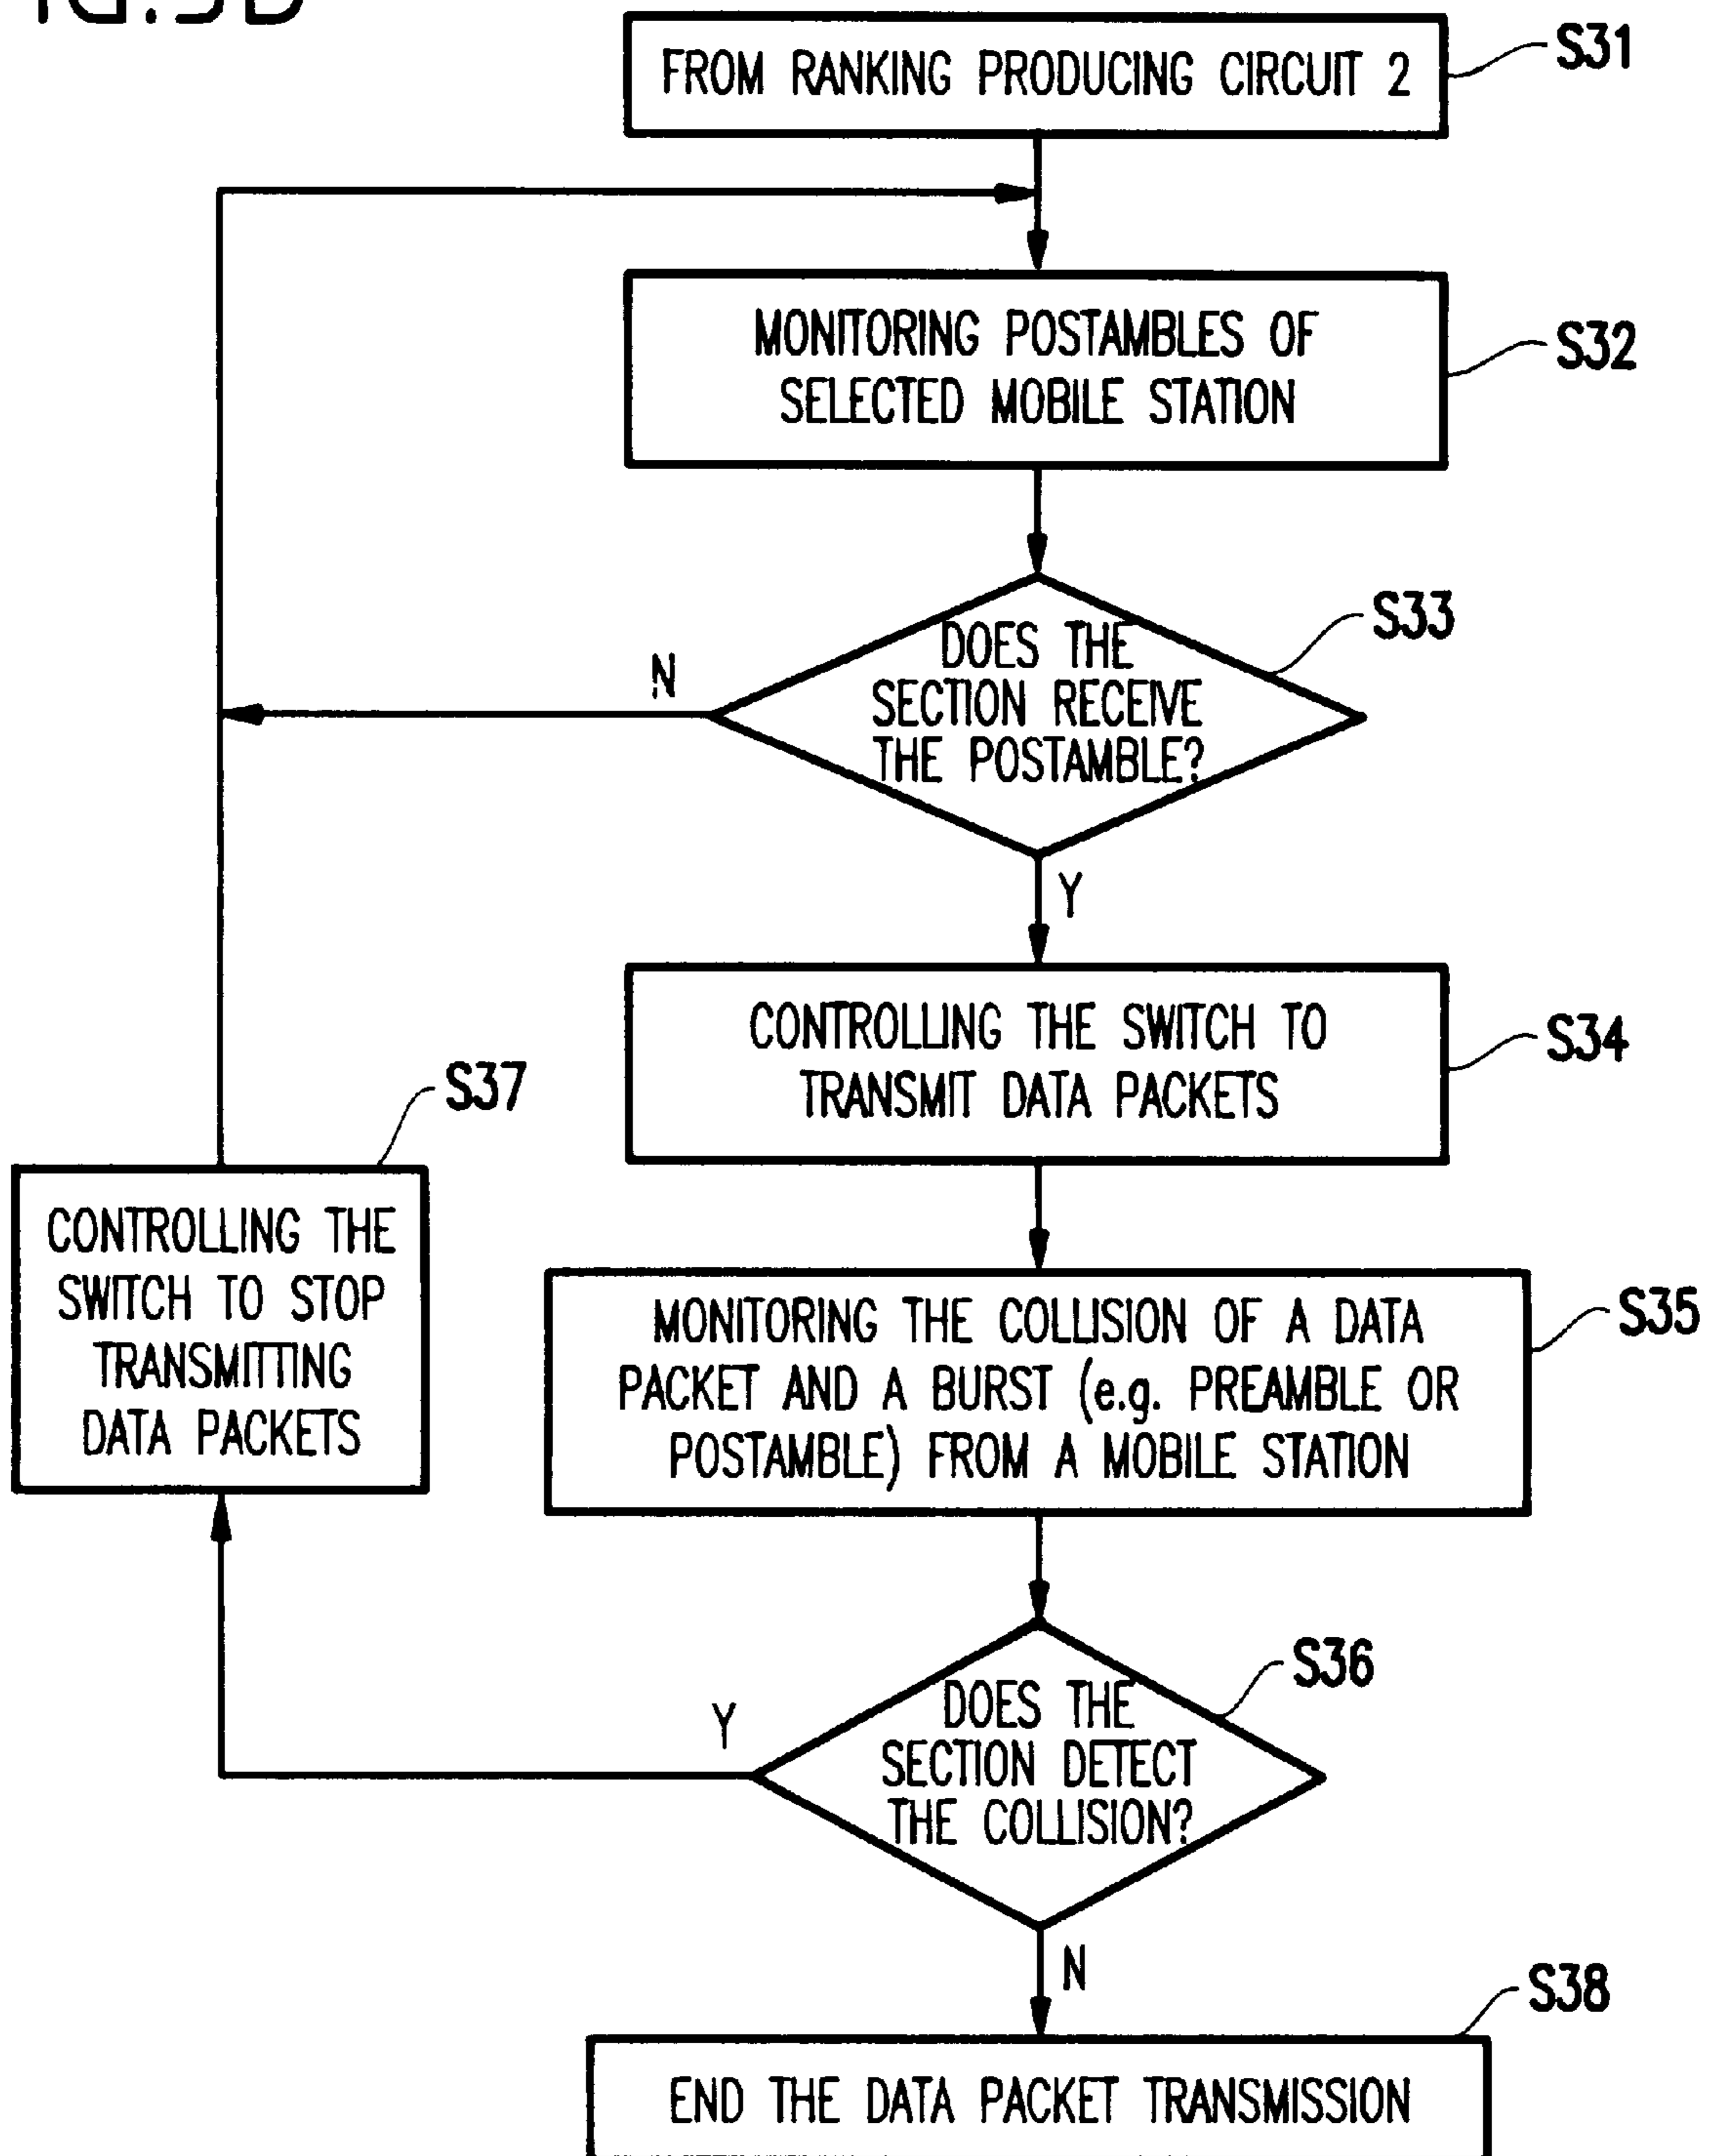 FROM RANKING PRODUCING CIRCUIT 2
S31
MONITORING POSTAMBLES OF
SELECTED MOBILE STATION
S32
DOES THE
SECTION RECEIVE
THE POSTAMBLE?
S33
N
Y
CONTROLLING THE SWITCH TO
TRANSMIT DATA PACKETS
S34
S37
CONTROLLING THE
SWITCH TO STOP
TRANSMITTING
DATA PACKETS
MONITORING THE COLLISION OF A DATA
PACKET AND A BURST (e.g. PREAMBLE OR
POSTAMBLE) FROM A MOBILE STATION
S35
DOES THE
SECTION DETECT
THE COLLISION?
S36
Y
N
END THE DATA PACKET TRANSMISSION
S38